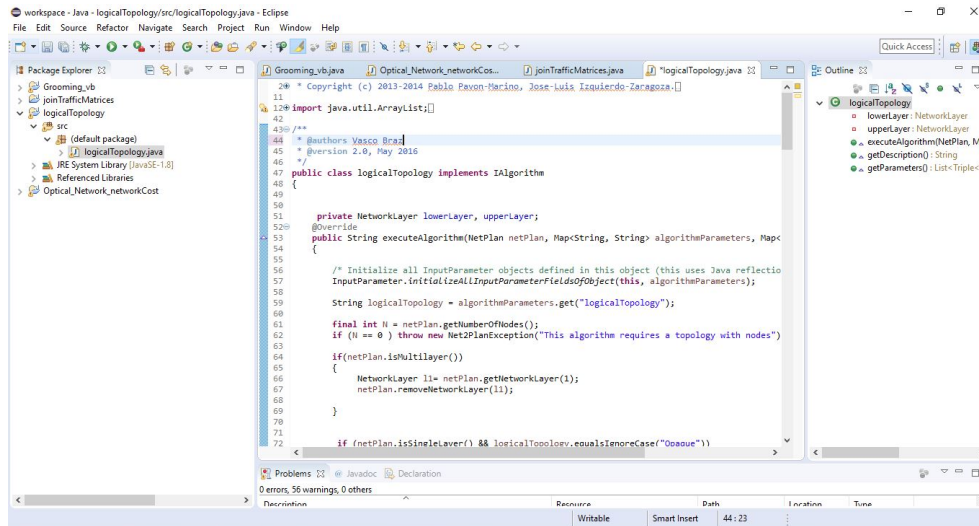 workspace - Java - logicalTopology/src/logicalTopology.java - Eclipse
File Edit Source Refactor Navigate Search Project Run Window Help
Quick Access
Package Explorer
Grooming_vb
joinTrafficMatrices
logicalTopology
src
(default package)
logicalTopology.java
JRE System Library [JavaSE-1.8]
Referenced Libraries
Optical_Network_networkCost
Grooming_vb.java
Optical_Network_networkCos...
joinTrafficMatrices.java
*logicalTopology.java
2 * Copyright (c) 2013-2014 Pablo Pavon-Marino, Jose-Luis Izquierdo-Zaragoza.
11
12 import java.util.ArrayList;
42
43 /**
44 * @authors Vasco Braz
45 * @version 2.0, May 2016
46 */
47 public class logicalTopology implements IAlgorithm
48 {
49
50
51 private NetworkLayer lowerLayer, upperLayer;
52 @Override
53 public String executeAlgorithm(NetPlan netPlan, Map<String, String> algorithmParameters, Map<
54 {
55
56 /* Initialize all InputParameter objects defined in this object (this uses Java reflectio
57 InputParameter.initializeAllInputParameterFieldsOfObject(this, algorithmParameters);
58
59 String logicalTopology = algorithmParameters.get("logicalTopology");
60
61 final int N = netPlan.getNumberOfNodes();
62 if (N == 0 ) throw new Net2PlanException("This algorithm requires a topology with nodes")
63
64 if(netPlan.isMultilayer())
65 {
66 NetworkLayer l1= netPlan.getNetworkLayer(1);
67 netPlan.removeNetworkLayer(l1);
68
69 }
70
71
72 if (netPlan.isSingleLayer() && logicalTopology.equalsIgnoreCase("Opaque"))
Outline
logicalTopology
lowerLayer : NetworkLayer
upperLayer : NetworkLayer
executeAlgorithm(NetPlan, M
getDescription() : String
getParameters() : List<Triple<
Problems
@ Javadoc
Declaration
0 errors, 56 warnings, 0 others
Description Resource Path Location Type
Writable Smart Insert 44 : 23